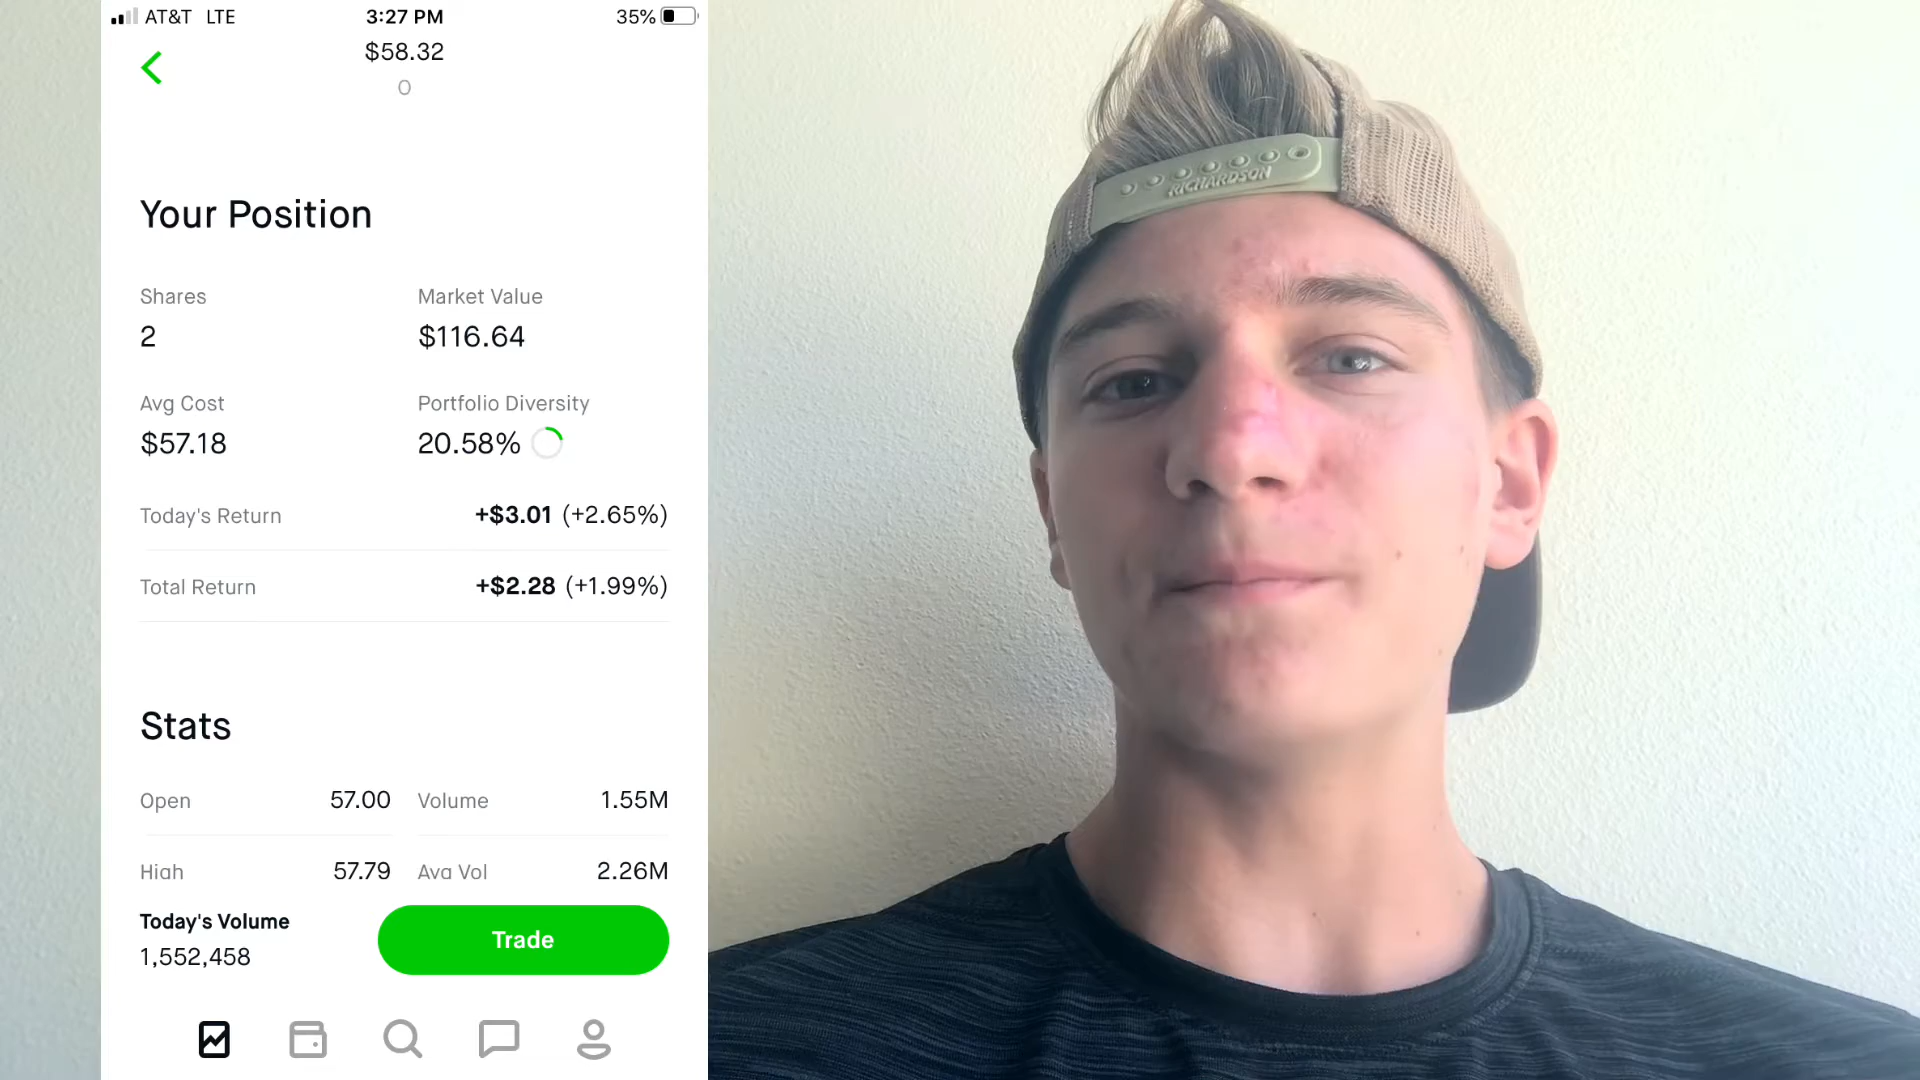 AT&T LTE 3:27 PM 35%
$58.32
O
Your Position
Shares Market Value
2 $116.64
Avg Cost Portfolio Diversity
$57.18 20.58%
Today's Return +$3.01 (+2.65%)
Total Return +$2.28 (+1.99%)
Stats
Open 57.00 Volume 1.55M
High 57.79 Avg Vol 2.26M
Today's Volume
1,552,458
Trade
RICHARDSON